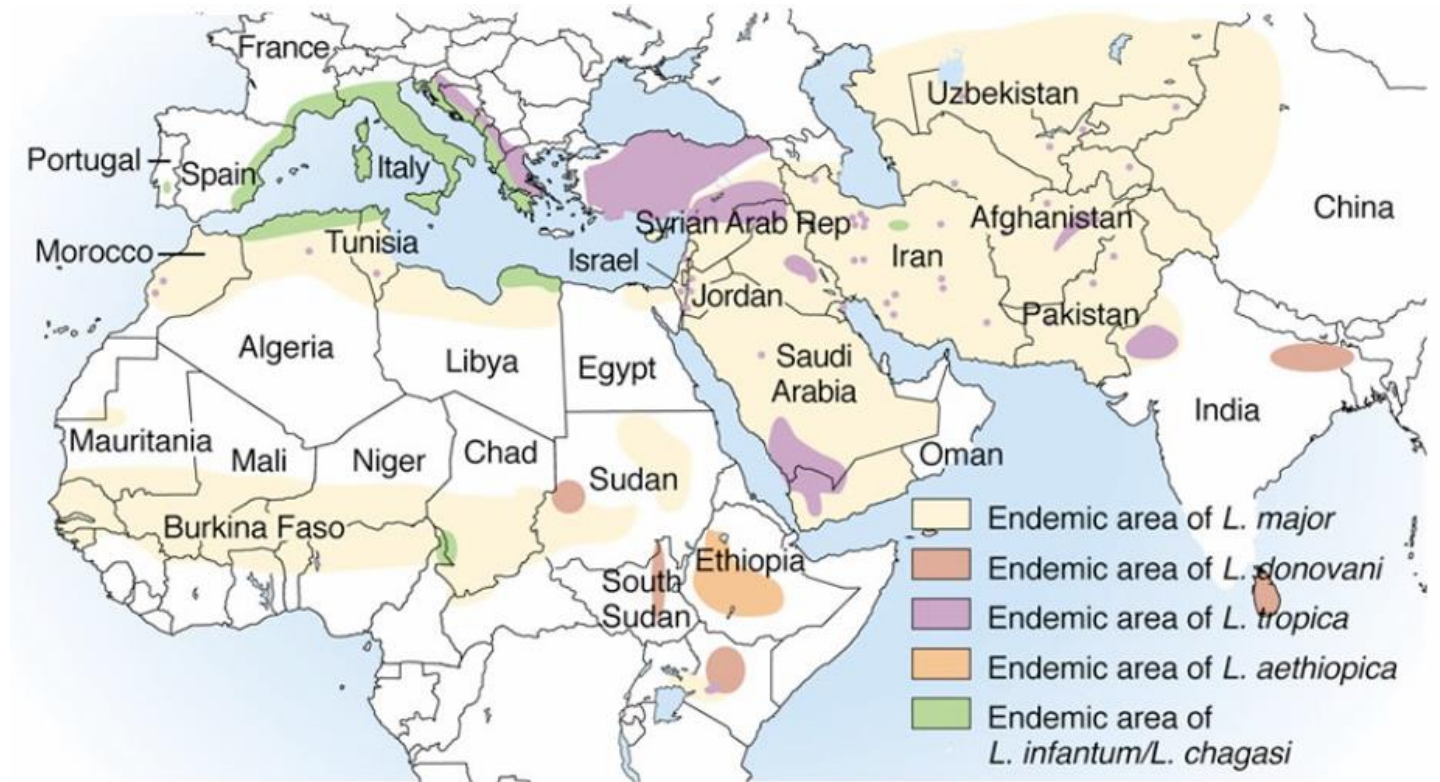 France
Uzbekistan
Portugal
Spain
Italy
China
Syrian Arab Rep
Afghanistan
Tunisia
Morocco
Israel
Iran
Jordan
Pakistan
Algeria
Libya
Egypt
Saudi
Arabia
India
Mauritania
Mali
Niger
Chad
Sudan
Oman
Burkina Faso
Ethiopia
South
Sudan
Endemic area of L. major
Endemic area of L. donovani
Endemic area of L. tropica
Endemic area of L. aethiopica
Endemic area of
L. infantum/L. chagasi